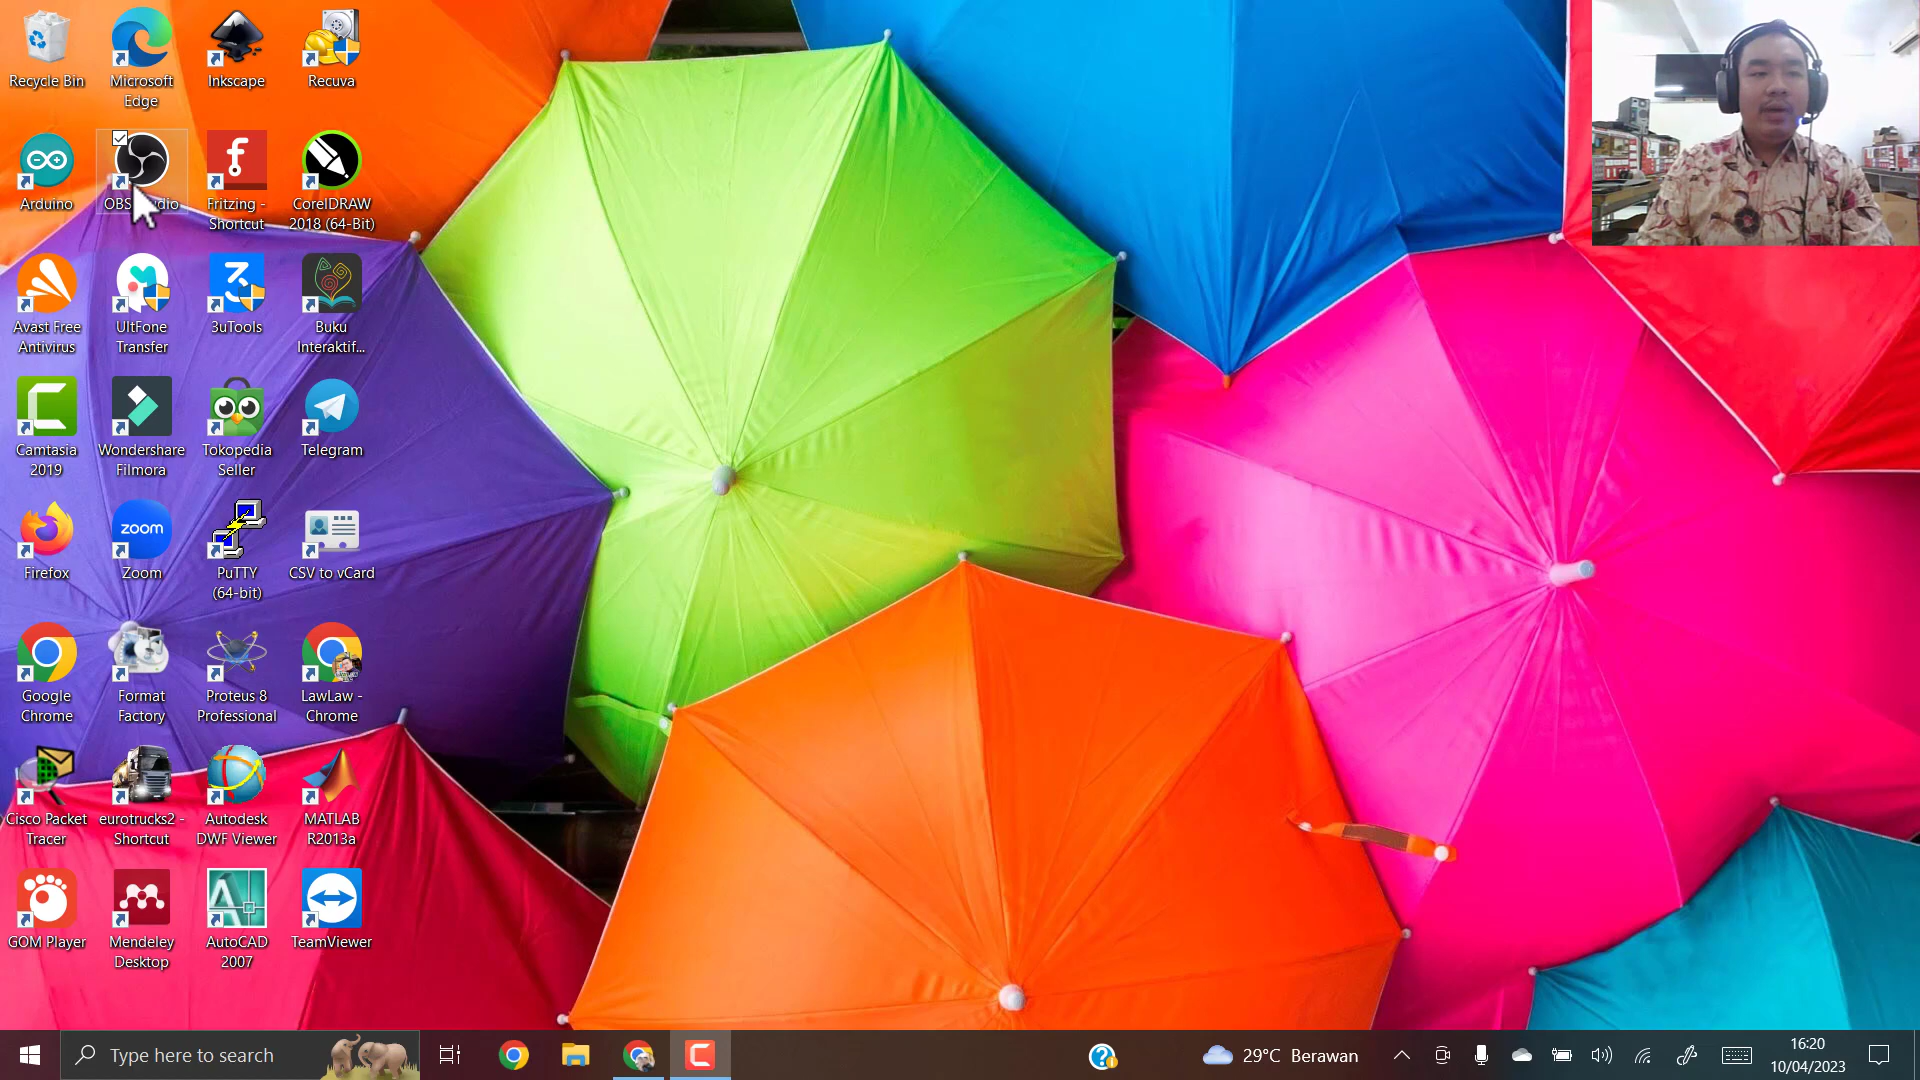 Recycle Bin
Microsoft
Edge
Inkscape
Recuva
Arduino
Fritzing -
Shortcut
CorelDRAW
2018 (64-Bit)
Avast Free
Antivirus
UltFone
Transfer
3uTools
Buku
Interaktif...
Camtasia
2019
Wondershare
Filmora
Tokopedia
Seller
Telegram
Firefox
zoom
Zoom
PuTTY
(64-bit)
CSV to vCard
Google
Chrome
Format
Factory
Proteus 8
Professional
LawLaw -
Chrome
Cisco Packet
Tracer
eurotrucks2 -
Shortcut
Autodesk
DWF Viewer
MATLAB
R2013a
GOM Player
Mendeley
Desktop
AutoCAD
2007
TeamViewer
Type here to search
29°C Berawan
16:20
10/04/2023